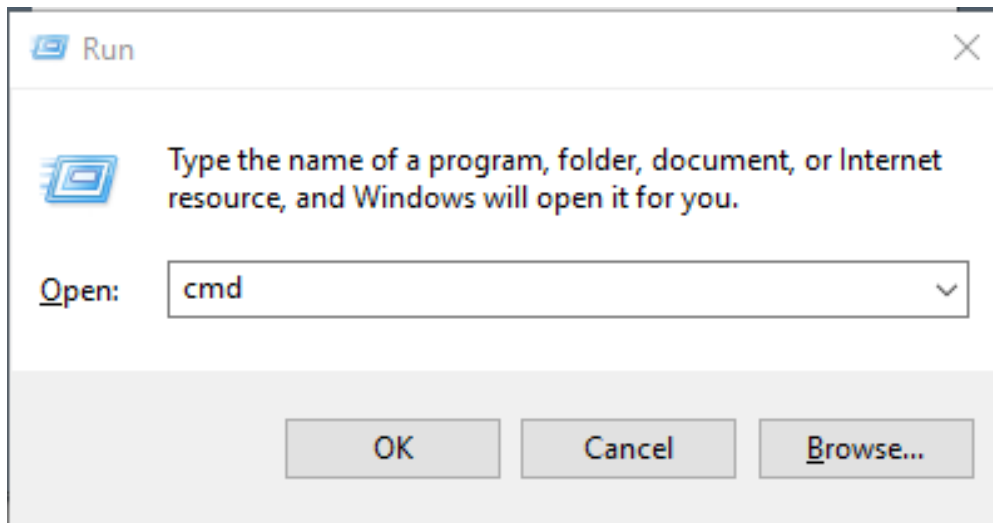 Run
Type the name of a program, folder, document, or Internet
resource, and Windows will open it for you.
Open: cmd
OK Cancel Browse...